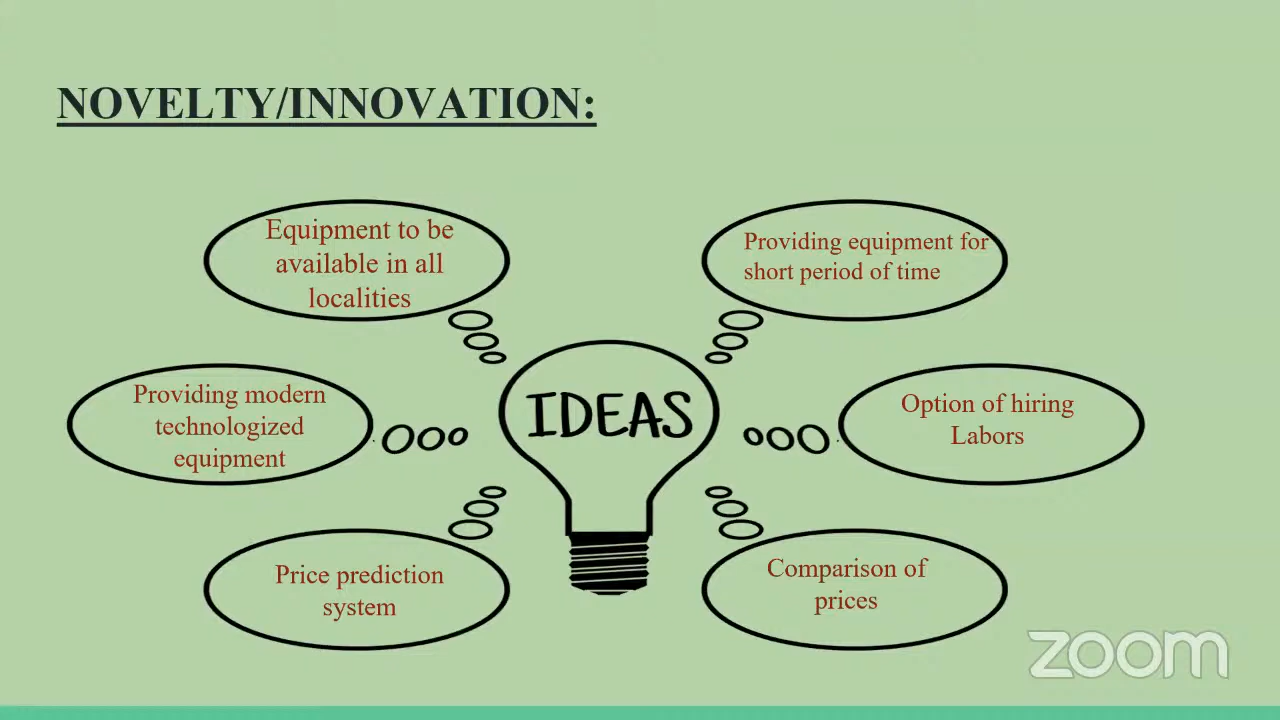 NOVELTY/INNOVATION:
Equipment to be
available in all
localities
Providing equipment for
short period of time
Providing modern
technologized
equipment
IDEAS
Option of hiring
Labors
Price prediction
system
Comparison of
prices
zoom